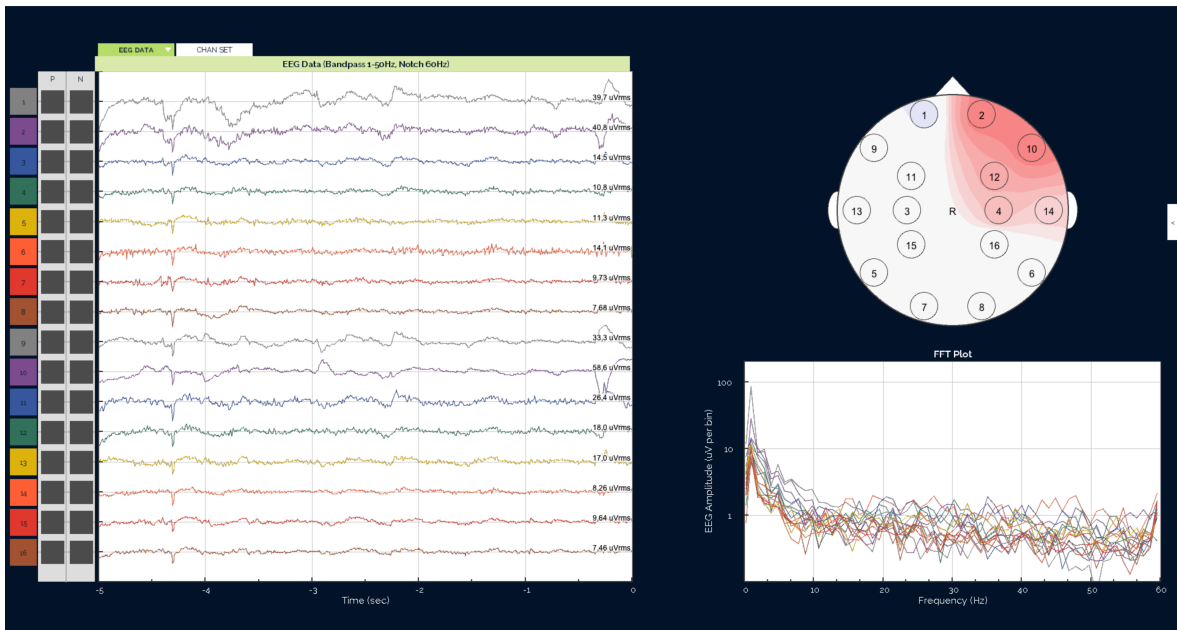 EEG DATA
CHAN SET
EEG Data (Bandpass 1-50Hz, Notch 60Hz)
P N
1 39,7 uVrms
2 40,8 uVrms
3 14,5 uVrms
4 10,8 uVrms
5 11,3 uVrms
6 14,1 uVrms
7 9,73 uVrms
8 7,68 uVrms
9 33,3 uVrms
10 58,6 uVrms
11 26,4 uVrms
12 18,0 uVrms
13 17,0 uVrms
14 8,26 uVrms
15 9,64 uVrms
16 7,46 uVrms
-5 -4 -3 -2 -1 0
Time (sec)
1 2
9 10
11 12
13 3 R 4 14
15 16
5 6
7 8
<
FFT Plot
100
10
1
EEG Amplitude (uV per bin)
0 10 20 30 40 50 60
Frequency (Hz)